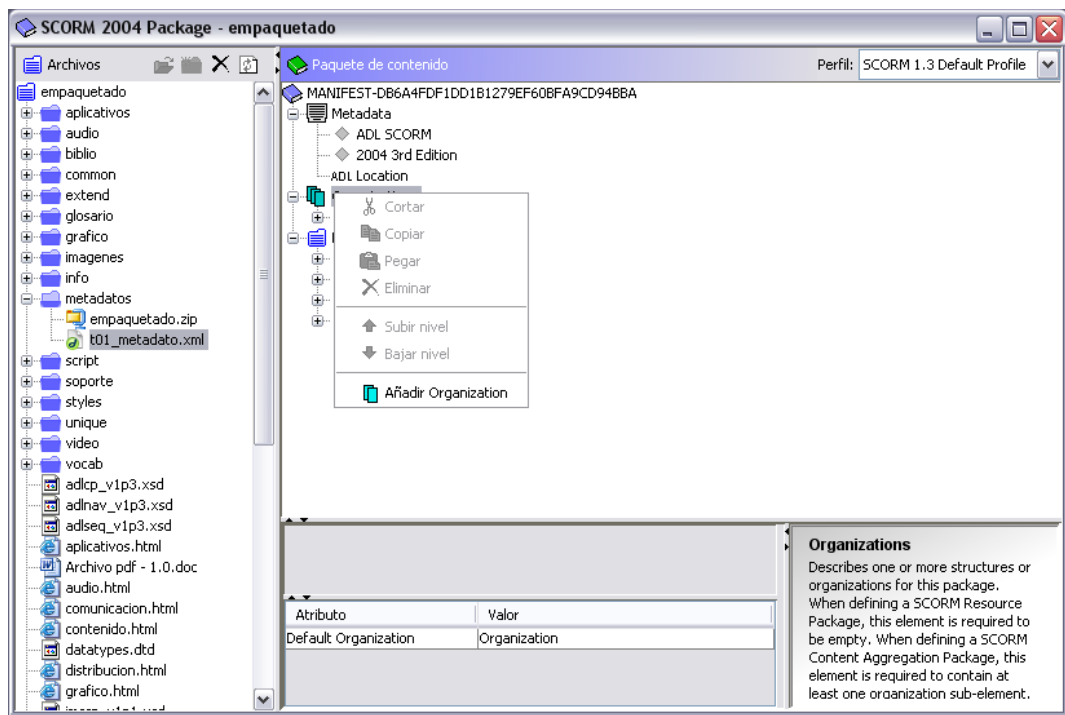 SCORM 2004 Package - empaquetado
Archivos
Paquete de contenido
Perfil: SCORM 1.3 Default Profile
empaquetado
aplicativos
audio
biblio
common
extend
glosario
grafico
imagenes
info
metadatos
empaquetado.zip
t01_metadato.xml
script
soporte
styles
unique
video
vocab
adlcp_v1p3.xsd
adlnav_v1p3.xsd
adlseq_v1p3.xsd
aplicativos.html
Archivo pdf - 1.0.doc
audio.html
comunicacion.html
contenido.html
datatypes.dtd
distribucion.html
grafico.html
MANIFEST-DB6A4FDF1DD1B1279EF60BFA9CD94BBA
Metadata
ADL SCORM
2004 3rd Edition
ADL Location
Cortar
Copiar
Pegar
Eliminar
Subir nivel
Bajar nivel
Añadir Organization
Atributo Valor
Default Organization Organization
Organizations
Describes one or more structures or
organizations for this package.
When defining a SCORM Resource
Package, this element is required to
be empty. When defining a SCORM
Content Aggregation Package, this
element is required to contain at
least one organization sub-element.